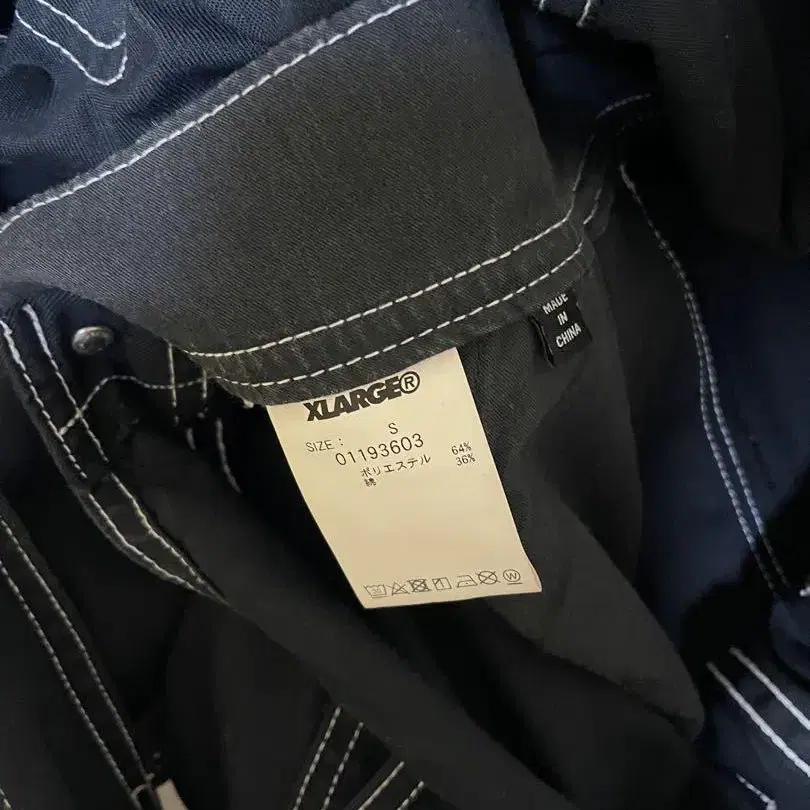 MADE
IN
CHINA
XLARGE®
SIZE : S
01193603
ポリエステル 64%
綿 36%